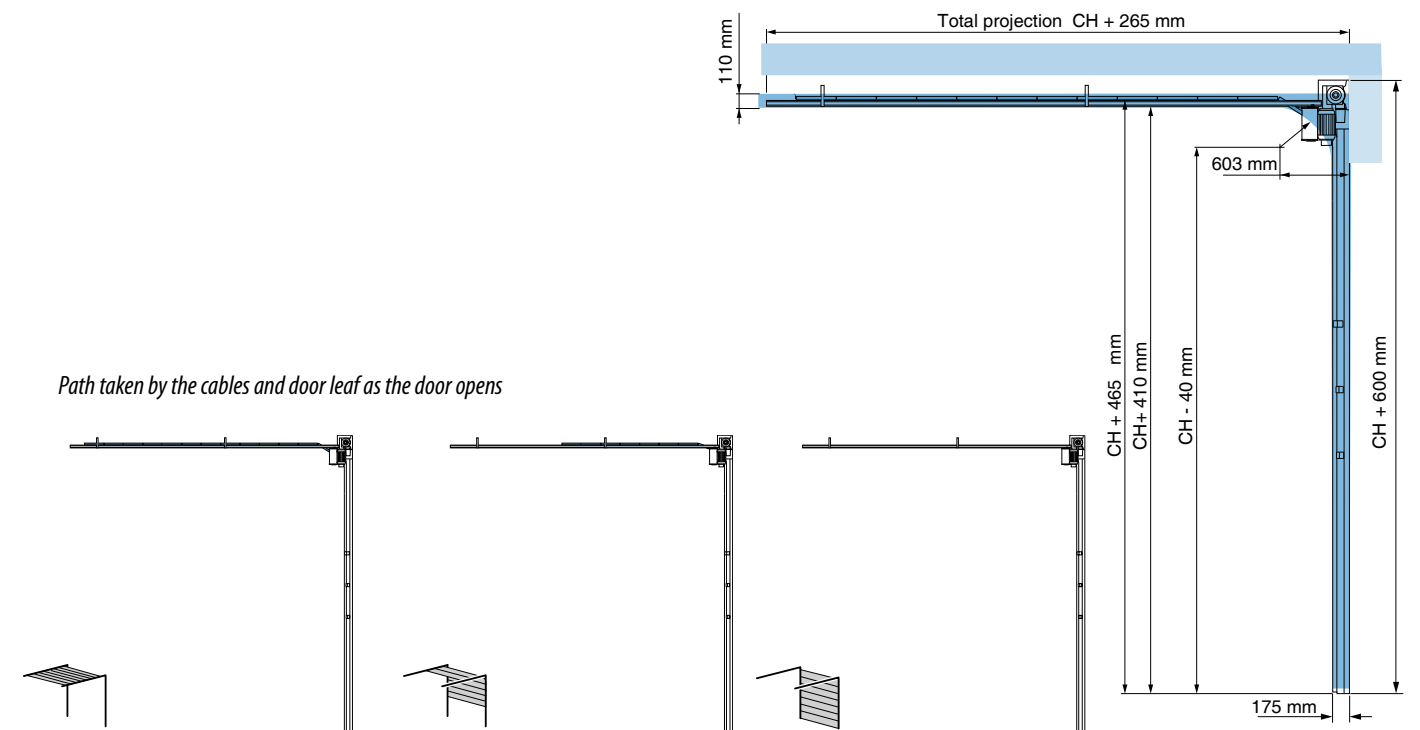 Total projection CH + 265 mm
110 mm
603 mm
CH + 465 mm
CH+ 410 mm
CH - 40 mm
CH + 600 mm
Path taken by the cables and door leaf as the door opens
175 mm